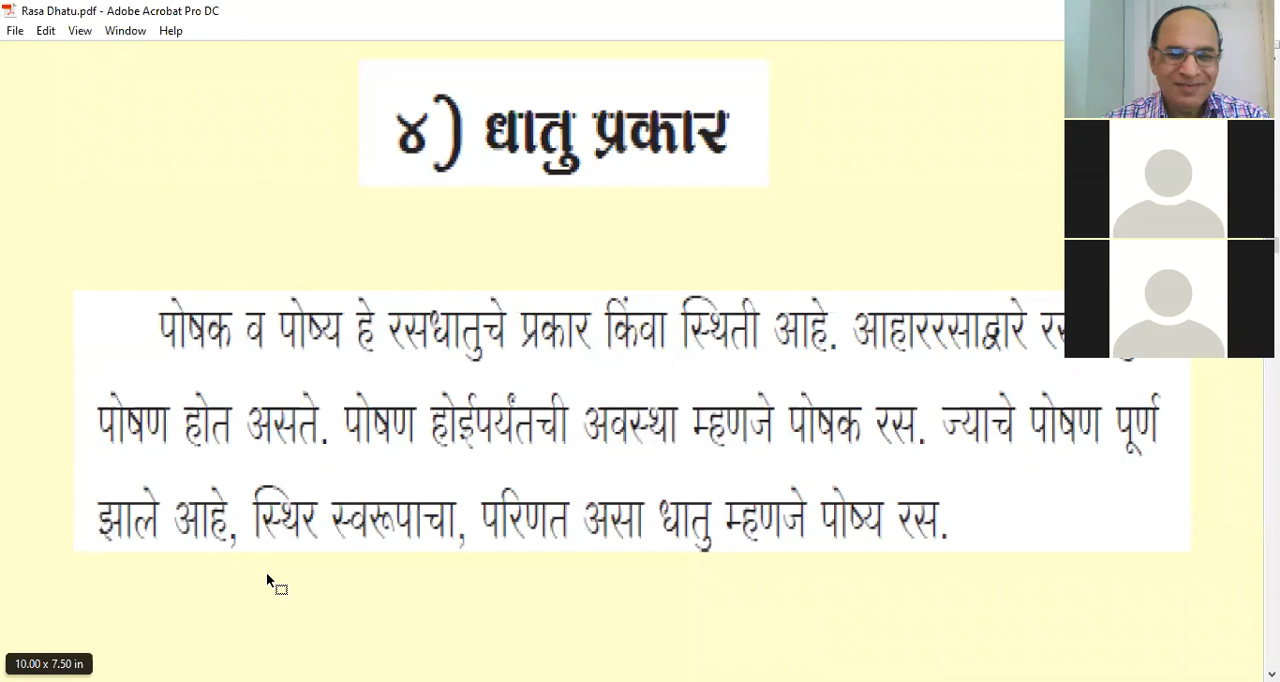 Rasa Dhatu.pdf - Adobe Acrobat Pro DC
File Edit View Window Help
४) धातु प्रकार
पोषक व पोष्य हे रसधातुचे प्रकार किंवा स्थिती आहे. आहाररसाद्वारे
पोषण होत असते. पोषण होईपर्यंतची अवस्था म्हणजे पोषक रस. ज्याचे पोषण पूर्ण
झाले आहे, स्थिर स्वरूपाचा, परिणत असा धातु म्हणजे पोष्य रस.
10.00 x 7.50 in